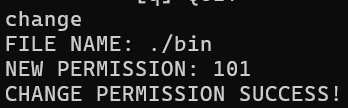 change
FILE NAME: ./bin
NEW PERMISSION: 101
CHANGE PERMISSION SUCCESS!